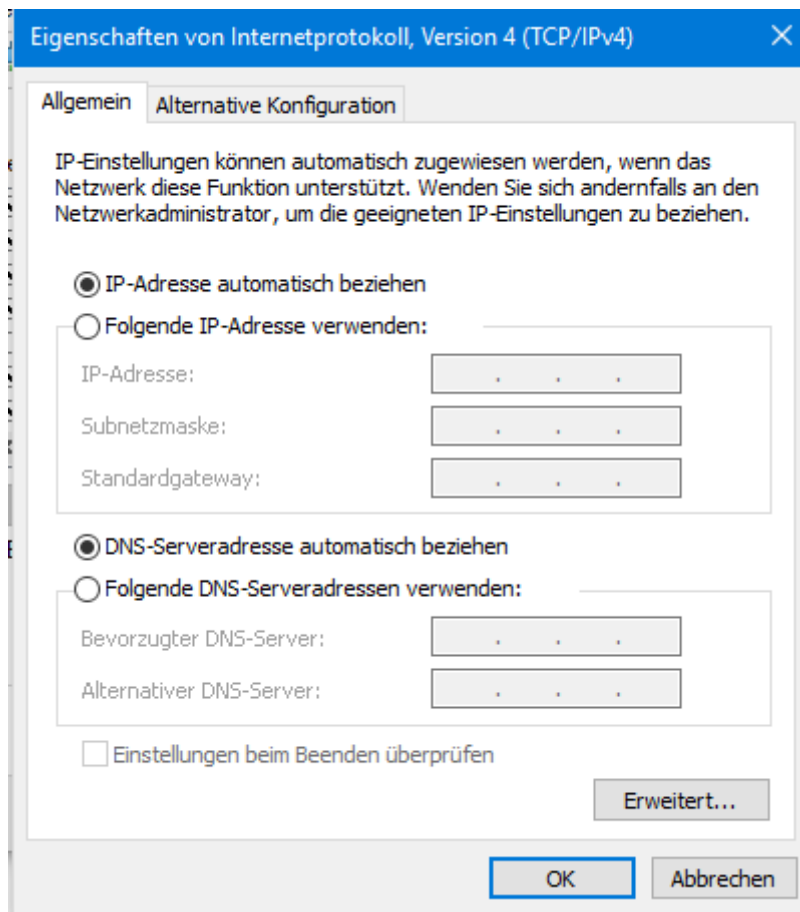 Eigenschaften von Internetprotokoll, Version 4 (TCP/IPv4)
Allgemein
Alternative Konfiguration
IP-Einstellungen können automatisch zugewiesen werden, wenn das
Netzwerk diese Funktion unterstützt. Wenden Sie sich andernfalls an den
Netzwerkadministrator, um die geeigneten IP-Einstellungen zu beziehen.
IP-Adresse automatisch beziehen
Folgende IP-Adresse verwenden:
IP-Adresse: . . .
Subnetzmaske: . . .
Standardgateway: . . .
DNS-Serveradresse automatisch beziehen
Folgende DNS-Serveradressen verwenden:
Bevorzugter DNS-Server: . . .
Alternativer DNS-Server: . . .
Einstellungen beim Beenden überprüfen
Erweitert...
OK
Abbrechen